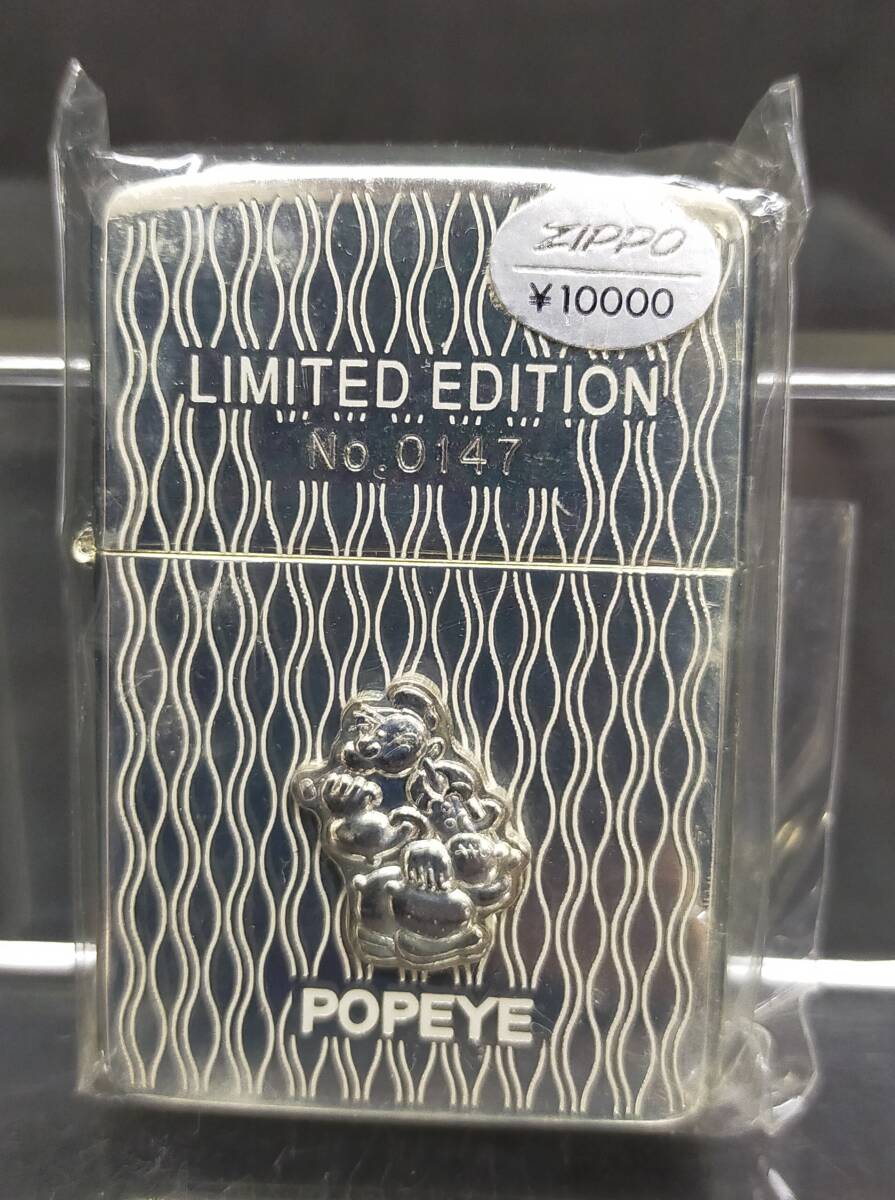 ZIPPO
¥10000
LIMITED EDITION
No.0147
POPEYE